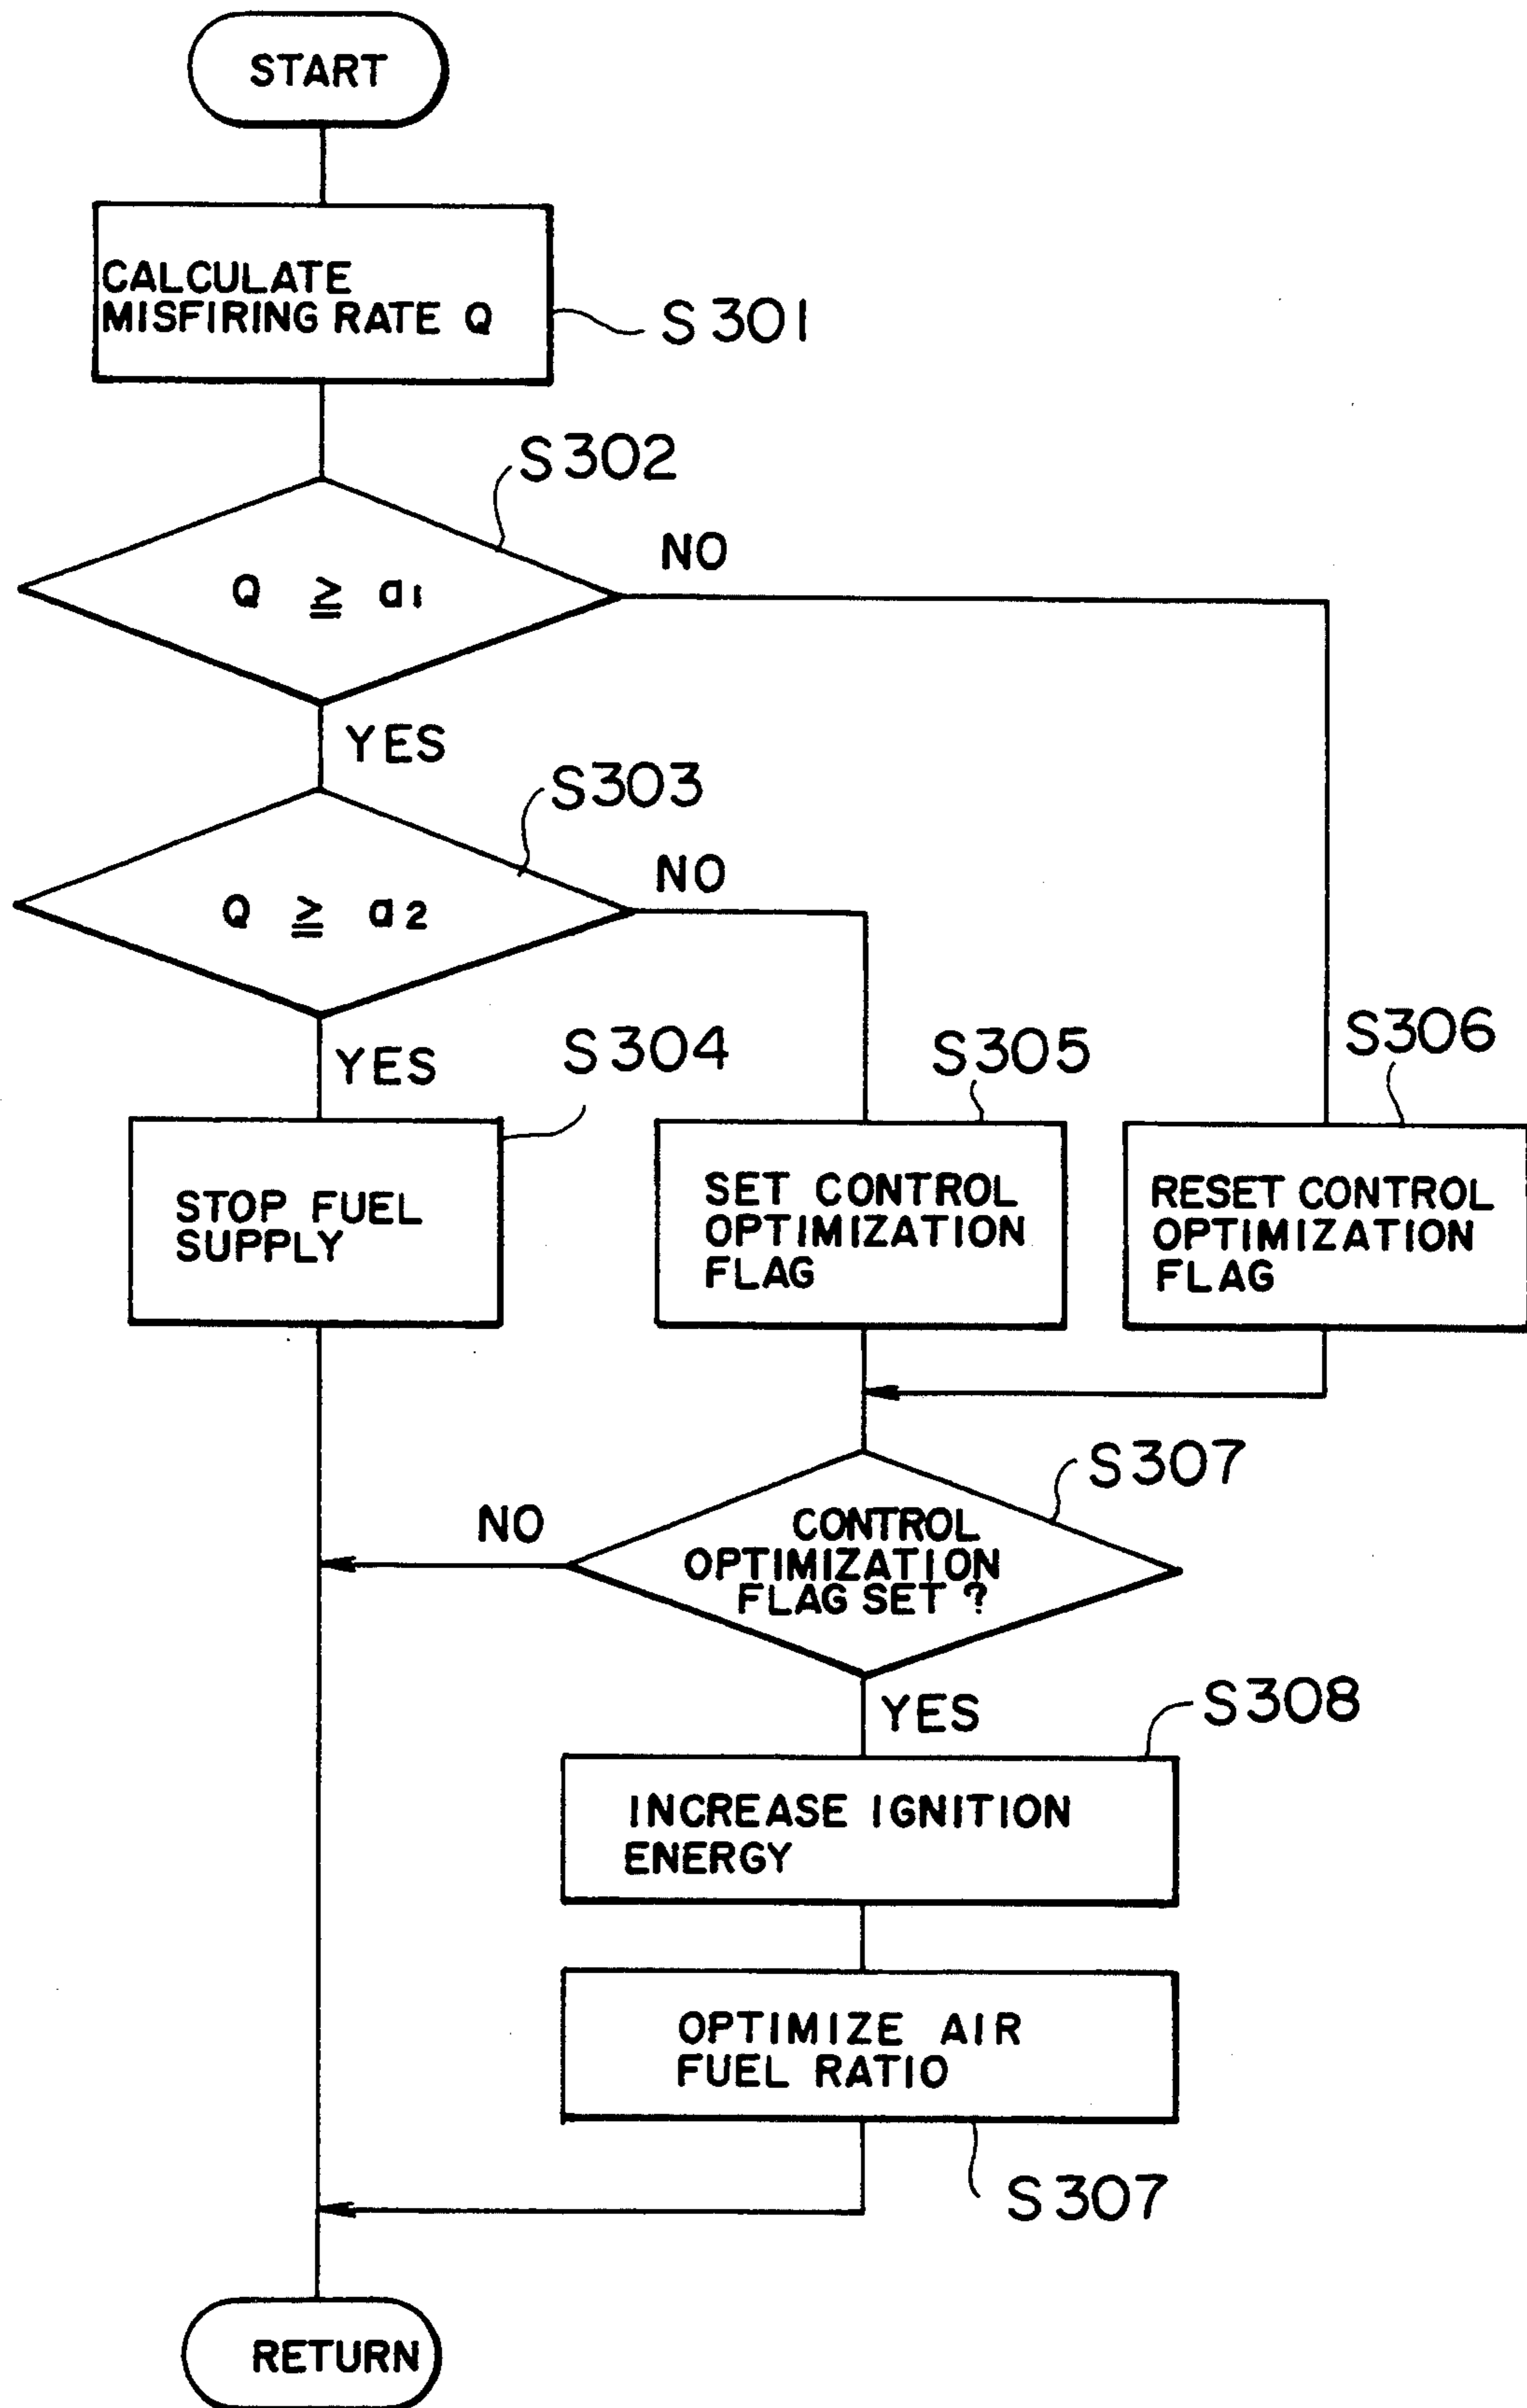 START
CALCULATE
MISFIRING RATE Q
S301
S302
Q ≧ a1
NO
YES
S303
Q ≧ a2
NO
YES
S304
S305
S306
STOP FUEL
SUPPLY
SET CONTROL
OPTIMIZATION
FLAG
RESET CONTROL
OPTIMIZATION
FLAG
S307
NO
CONTROL
OPTIMIZATION
FLAG SET ?
YES
S308
INCREASE IGNITION
ENERGY
OPTIMIZE AIR
FUEL RATIO
S307
RETURN